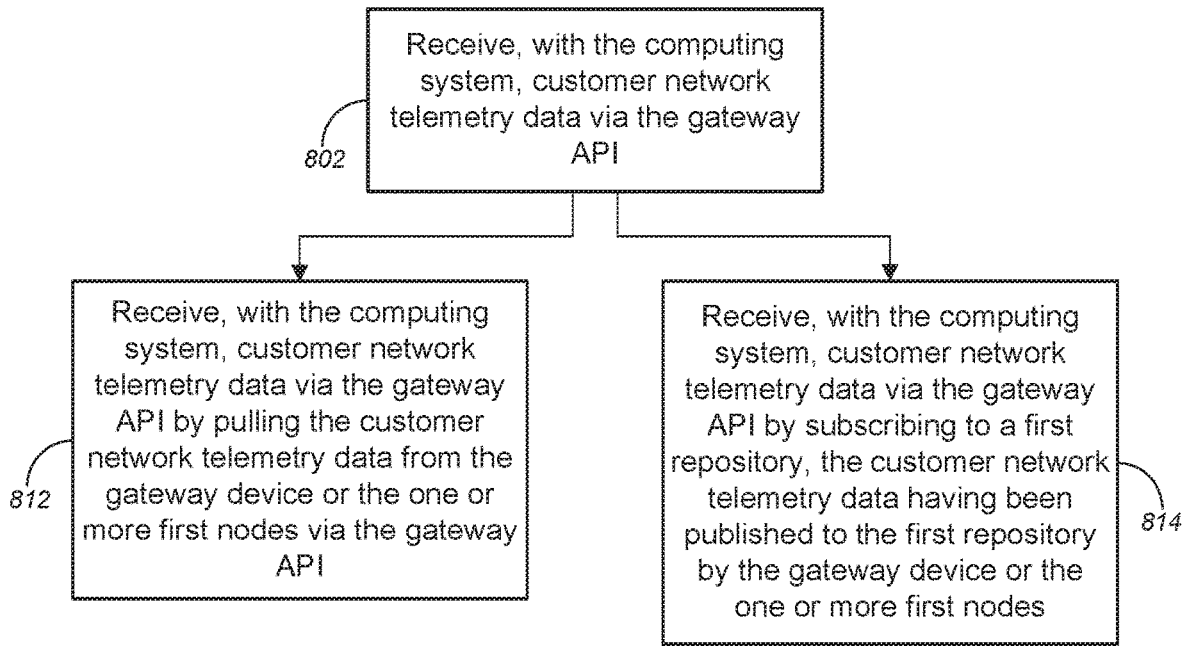 Receive, with the computing
system, customer network
telemetry data via the gateway
API
802
Receive, with the computing
system, customer network
telemetry data via the gateway
API by pulling the customer
network telemetry data from the
gateway device or the one or
more first nodes via the gateway
API
812
Receive, with the computing
system, customer network
telemetry data via the gateway
API by subscribing to a first
repository, the customer network
telemetry data having been
published to the first repository
by the gateway device or the
one or more first nodes
814